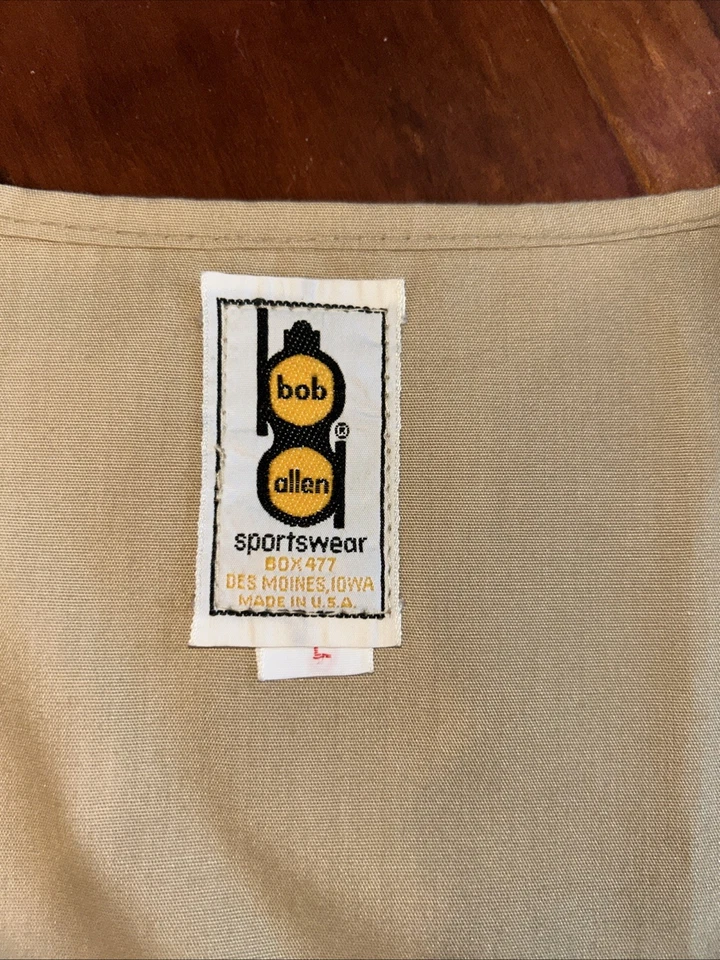 bob
®
allen
sportswear
BOX 477
DES MOINES, IOWA
MADE IN U.S.A.
L